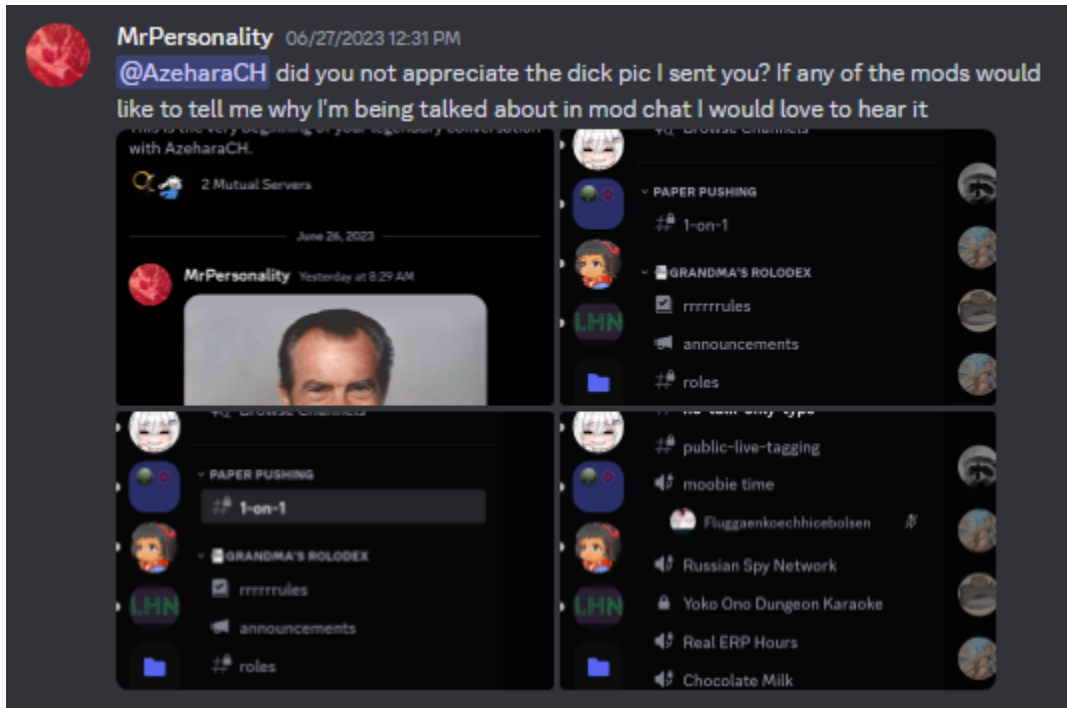 MrPersonality 06/27/2023 12:31 PM
@AzeharaCH did you not appreciate the dick pic I sent you? If any of the mods would
like to tell me why I'm being talked about in mod chat I would love to hear it
This is the very beginning of your legendary conversation
with AzeharaCH.
2 Mutual Servers
June 26, 2023
MrPersonality Yesterday at 8:29 AM
Browse Channels
PAPER PUSHING
1-on-1
GRANDMA'S ROLODEX
rrrrrrules
LHN
announcements
roles
Browse Channels
PAPER PUSHING
1-on-1
GRANDMA'S ROLODEX
rrrrrrules
LHN
announcements
roles
no-talk-only-type
public-live-tagging
moobie time
Fluggaenkoechhicebolsen
Russian Spy Network
LHN
Yoko Ono Dungeon Karaoke
Real ERP Hours
Chocolate Milk